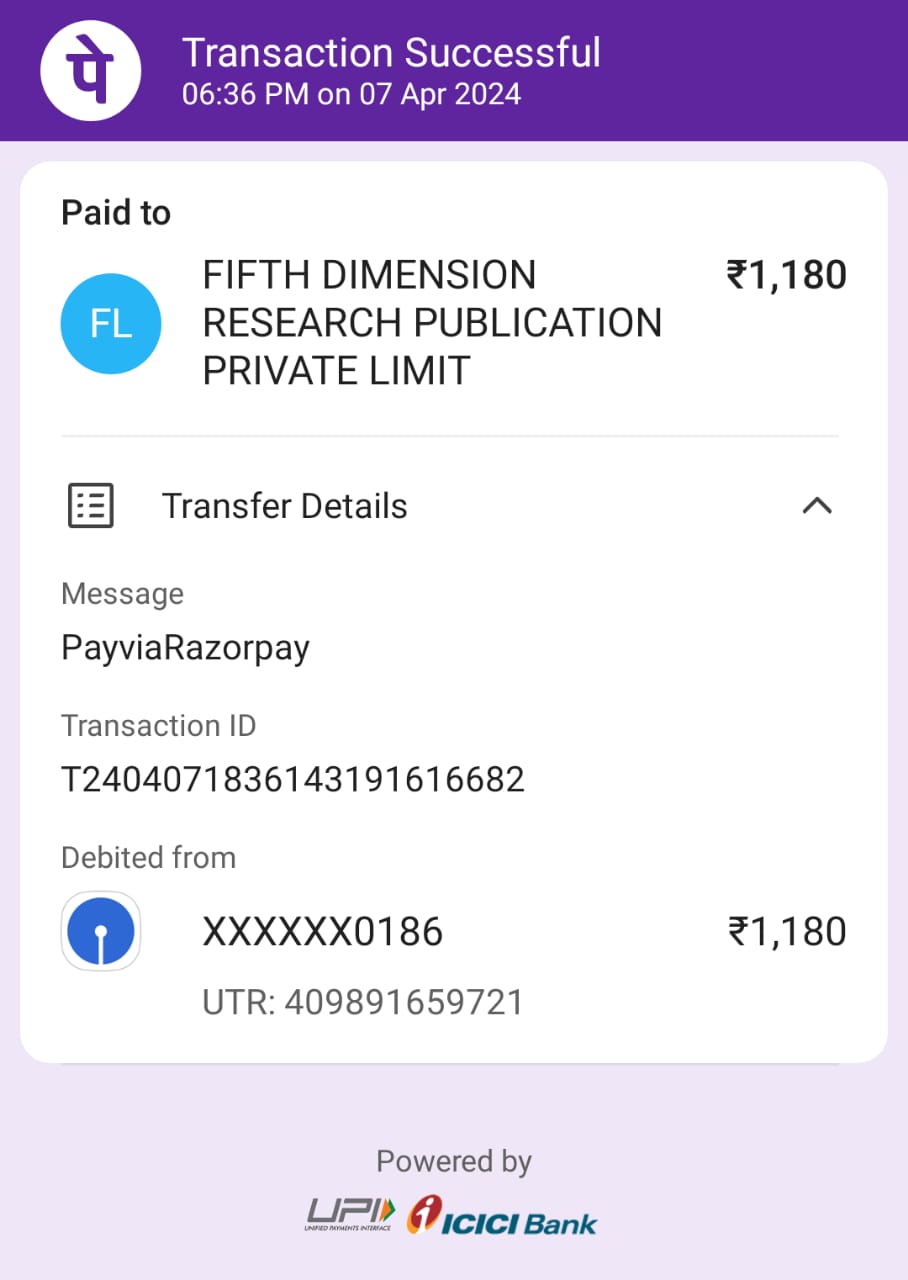 पे
Transaction Successful
06:36 PM on 07 Apr 2024
Paid to
FL
FIFTH DIMENSION
RESEARCH PUBLICATION
PRIVATE LIMIT
₹1,180
Transfer Details
Message
PayviaRazorpay
Transaction ID
T2404071836143191616682
Debited from
XXXXXX0186
₹1,180
UTR: 409891659721
Powered by
UPI
UNIFIED PAYMENTS INTERFACE
ICICI Bank